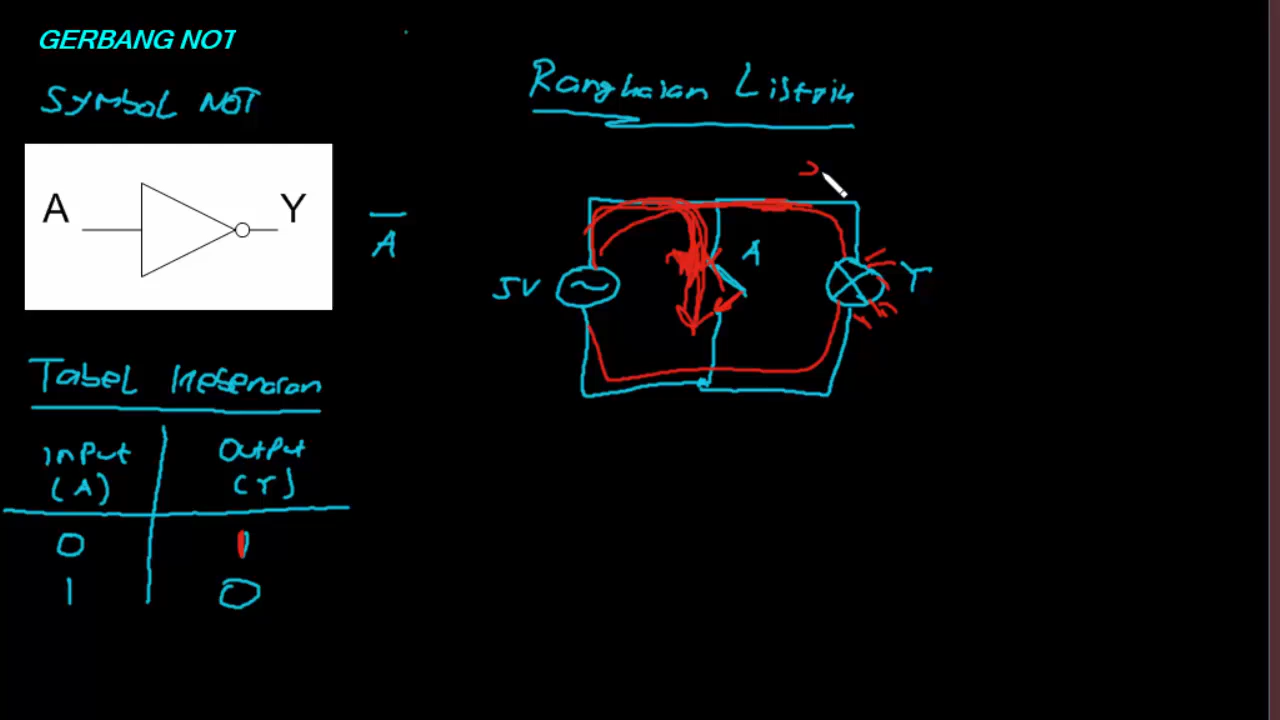 GERBANG NOT
SYMBOL NOT
A
Y
A
Tabel Kebenaran
Input
Output
(A)
(Y)
0
1
1
0
Rangkaian Listrik
5V
A
Y